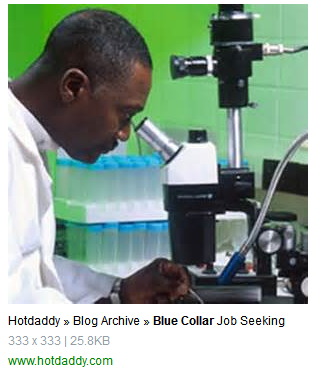 Hotdaddy » Blog Archive » Blue Collar Job Seeking
333 x 333 | 25.8KB
www.hotdaddy.com